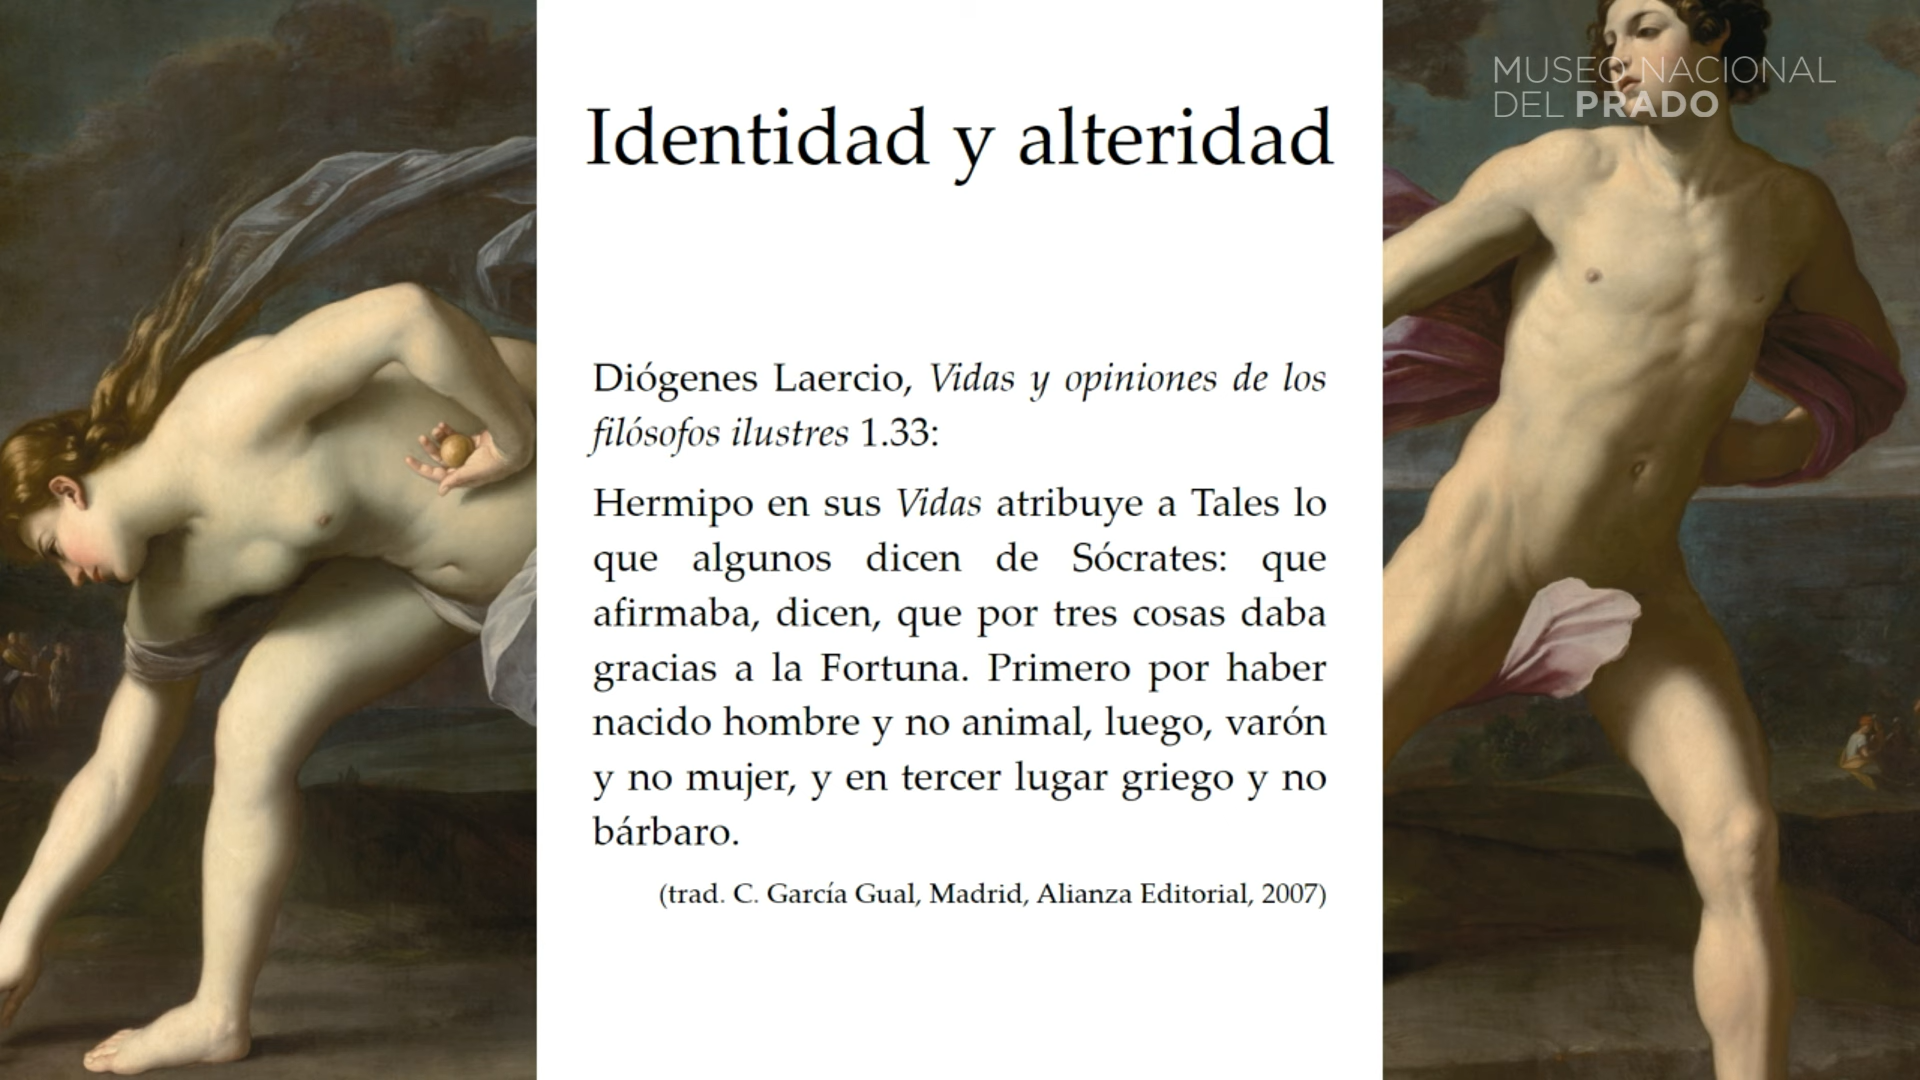 MUSEO NACIONAL
DEL PRADO
Identidad y alteridad
Diógenes Laercio, Vidas y opiniones de los
filósofos ilustres 1.33:
Hermipo en sus Vidas atribuye a Tales lo
que algunos dicen de Sócrates: que
afirmaba, dicen, que por tres cosas daba
gracias a la Fortuna. Primero por haber
nacido hombre y no animal, luego, varón
y no mujer, y en tercer lugar griego y no
bárbaro.
(trad. C. García Gual, Madrid, Alianza Editorial, 2007)